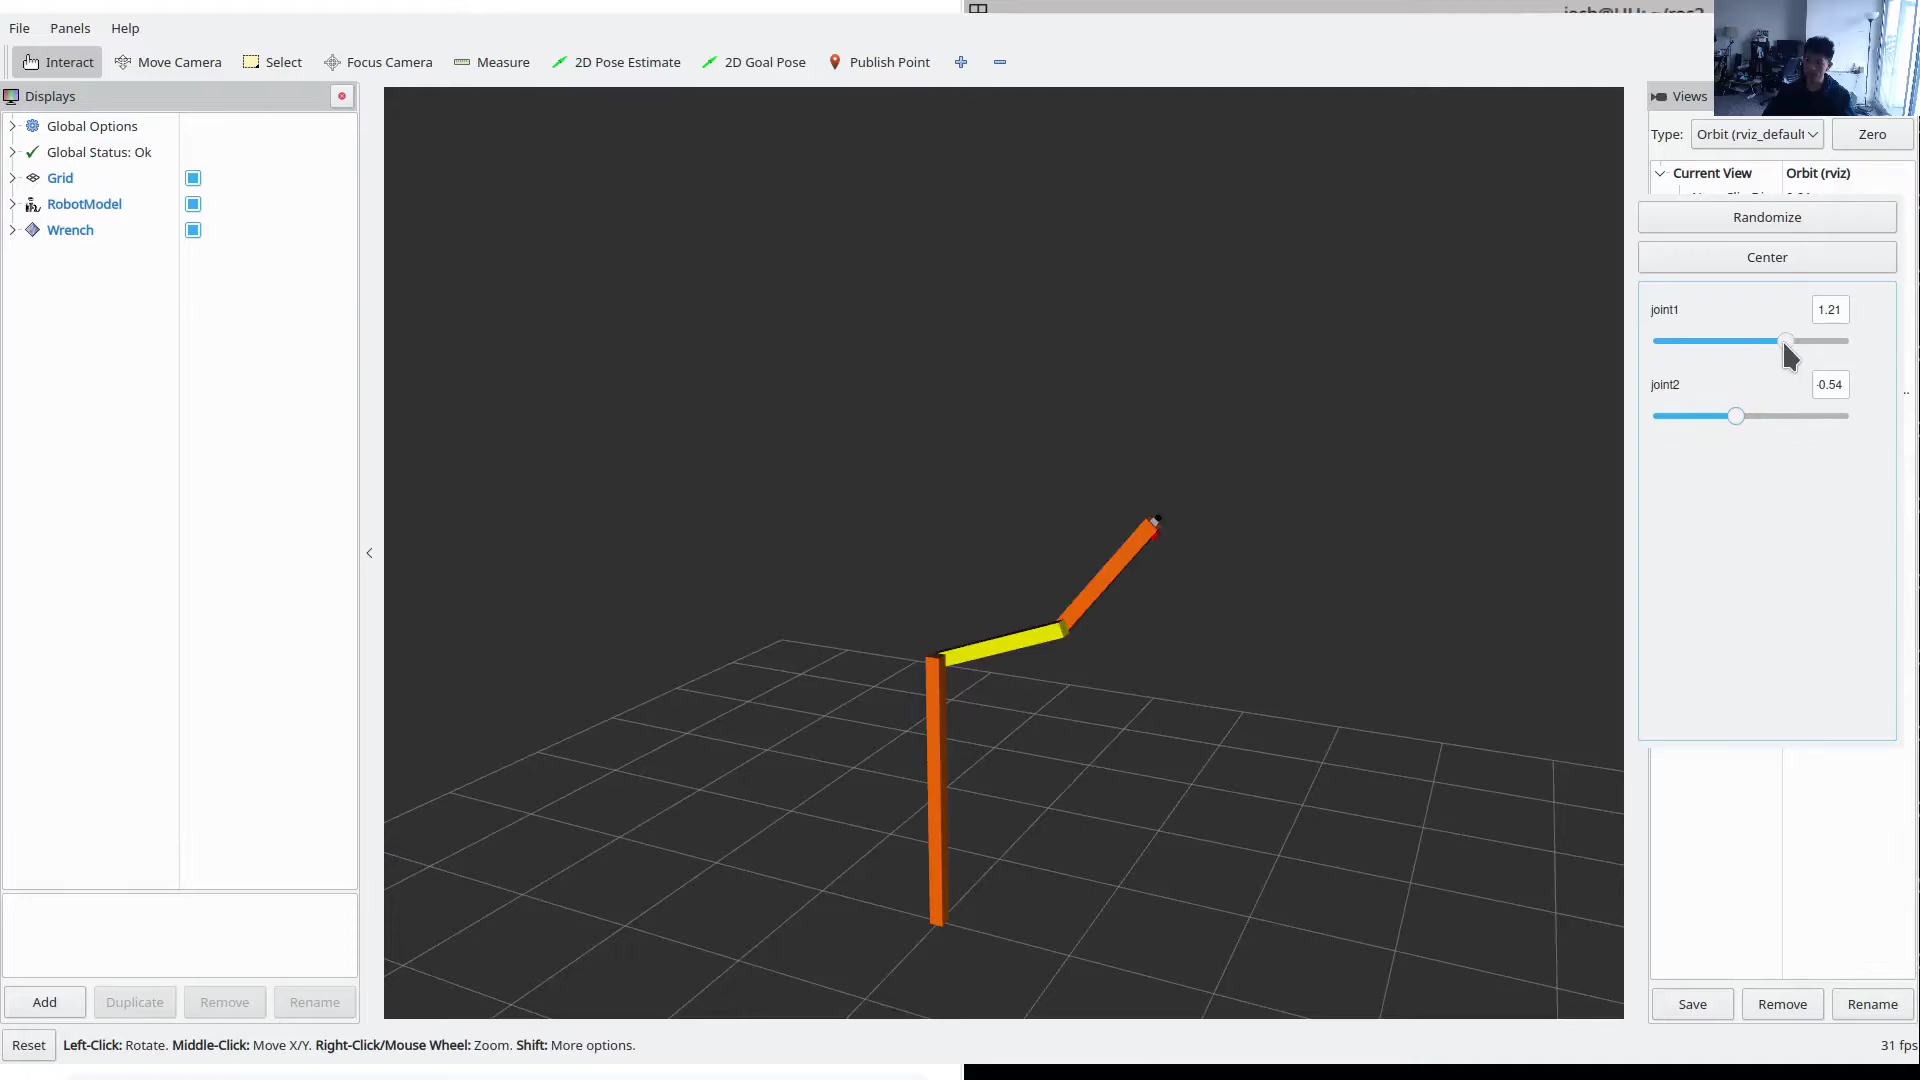 File Panels Help
Interact Move Camera Select Focus Camera Measure 2D Pose Estimate 2D Goal Pose Publish Point
Displays
Global Options
Global Status: Ok
Grid
RobotModel
Wrench
Add Duplicate Remove Rename
Reset Left-Click: Rotate. Middle-Click: Move X/Y. Right-Click/Mouse Wheel: Zoom. Shift: More options.
31 fps
Views
Type: Orbit (rviz_default Zero
Current View Orbit (rviz)
Randomize
Center
joint1 1.21
joint2 -0.54
..
Save Remove Rename